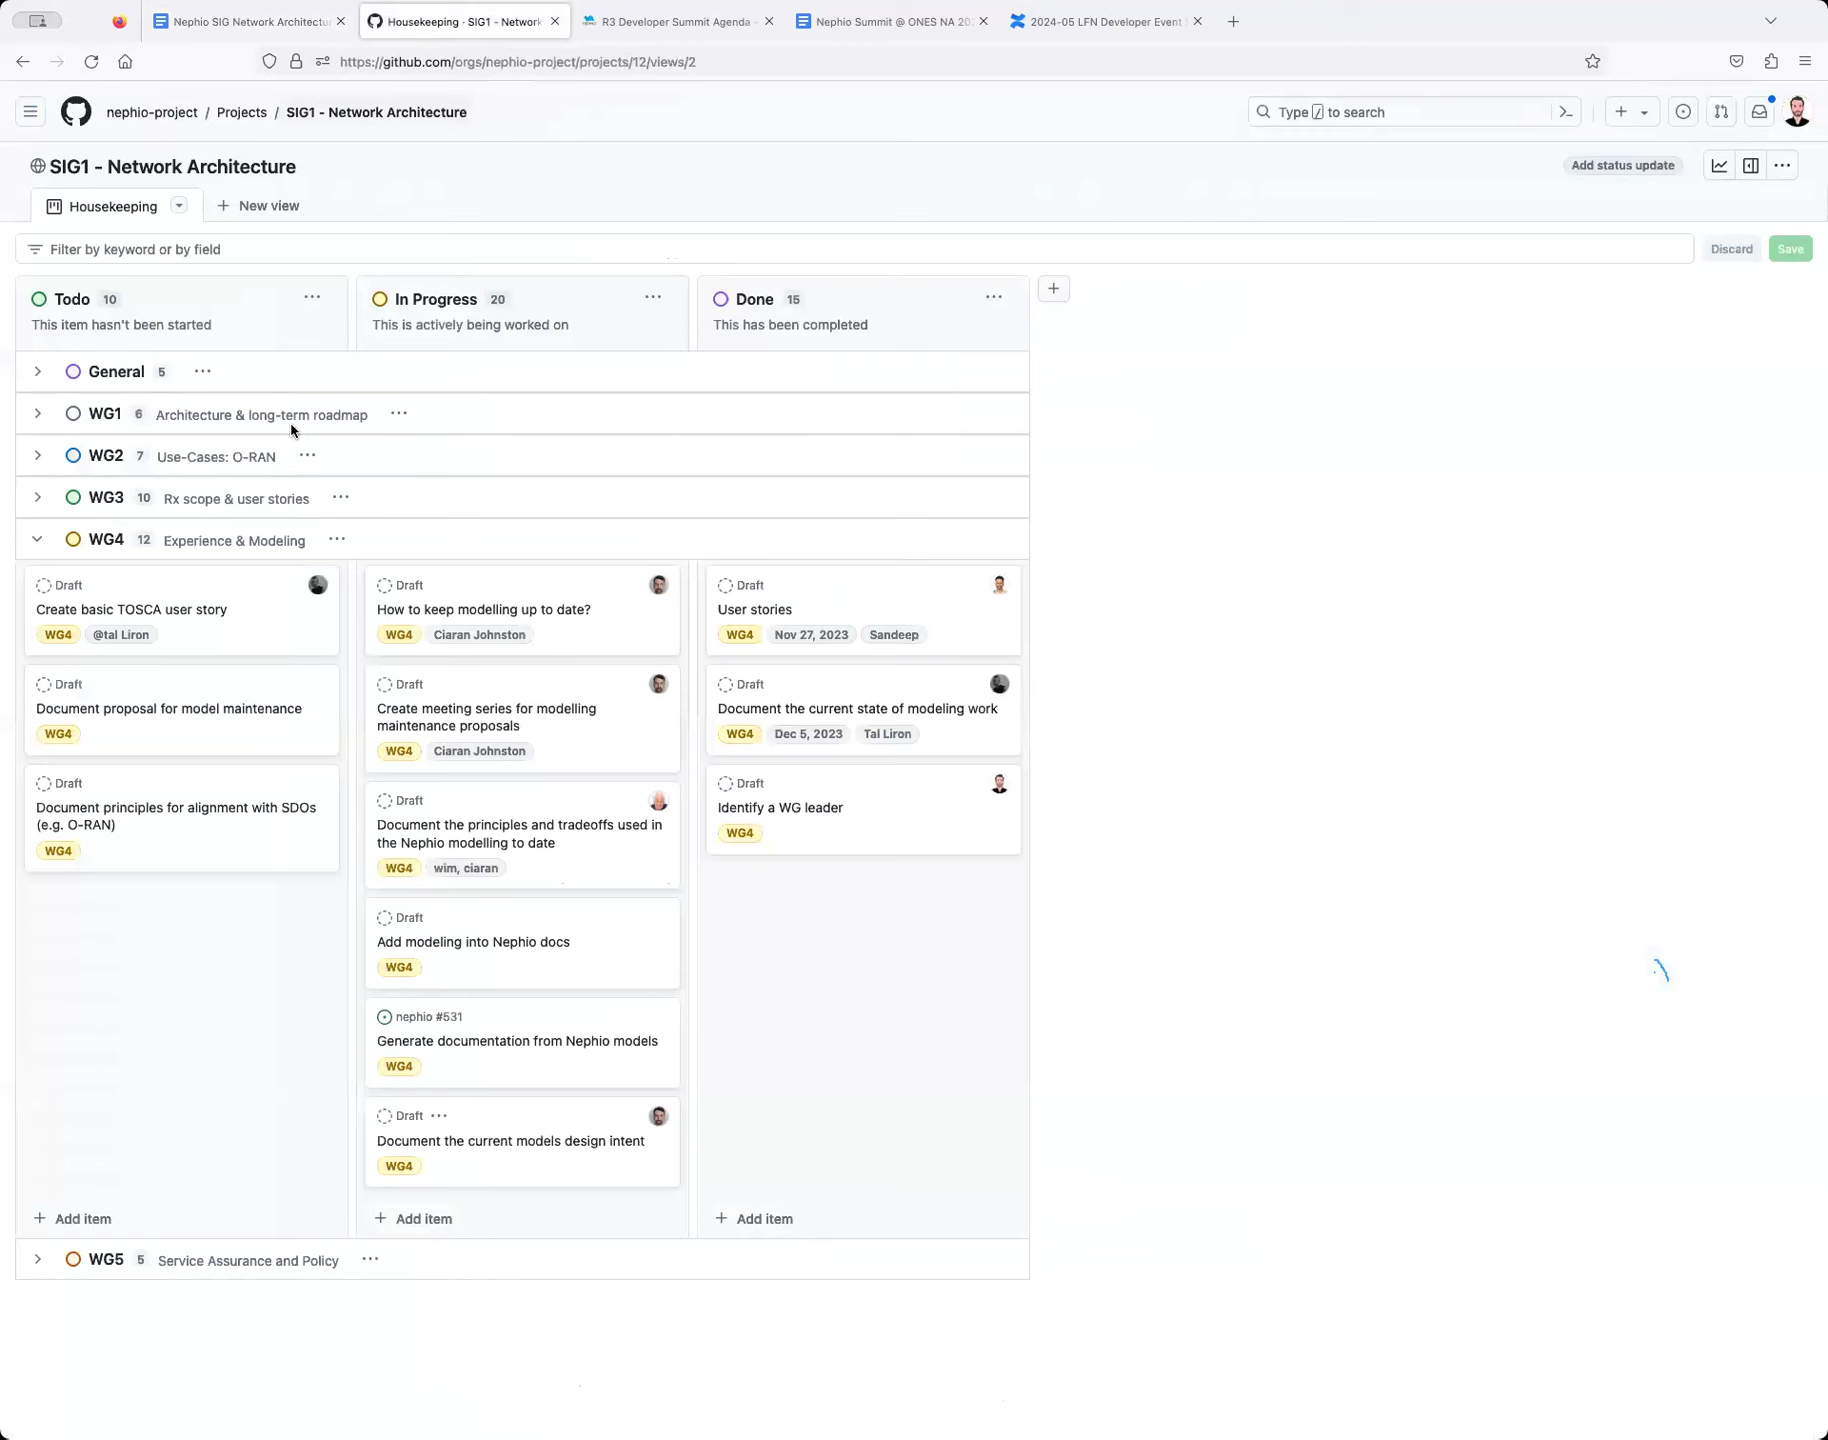 Nephio SIG Network Architectu
Housekeeping · SIG1 - Network
R3 Developer Summit Agenda -
Nephio Summit @ ONES NA 20
2024-05 LFN Developer Event
https://github.com/orgs/nephio-project/projects/12/views/2
nephio-project / Projects / SIG1 - Network Architecture
Type / to search
SIG1 - Network Architecture
Add status update
Housekeeping
New view
Filter by keyword or by field
Discard
Save
Todo 10
This item hasn't been started
In Progress 20
This is actively being worked on
Done 15
This has been completed
General 5
WG1 6 Architecture & long-term roadmap
WG2 7 Use-Cases: O-RAN
WG3 10 Rx scope & user stories
WG4 12 Experience & Modeling
Draft
Create basic TOSCA user story
WG4 @tal Liron
Draft
Document proposal for model maintenance
WG4
Draft
Document principles for alignment with SDOs
(e.g. O-RAN)
WG4
Add item
Draft
How to keep modelling up to date?
WG4 Ciaran Johnston
Draft
Create meeting series for modelling
maintenance proposals
WG4 Ciaran Johnston
Draft
Document the principles and tradeoffs used in
the Nephio modelling to date
WG4 wim, ciaran
Draft
Add modeling into Nephio docs
WG4
nephio #531
Generate documentation from Nephio models
WG4
Draft
Document the current models design intent
WG4
Add item
Draft
User stories
WG4 Nov 27, 2023 Sandeep
Draft
Document the current state of modeling work
WG4 Dec 5, 2023 Tal Liron
Draft
Identify a WG leader
WG4
Add item
WG5 5 Service Assurance and Policy